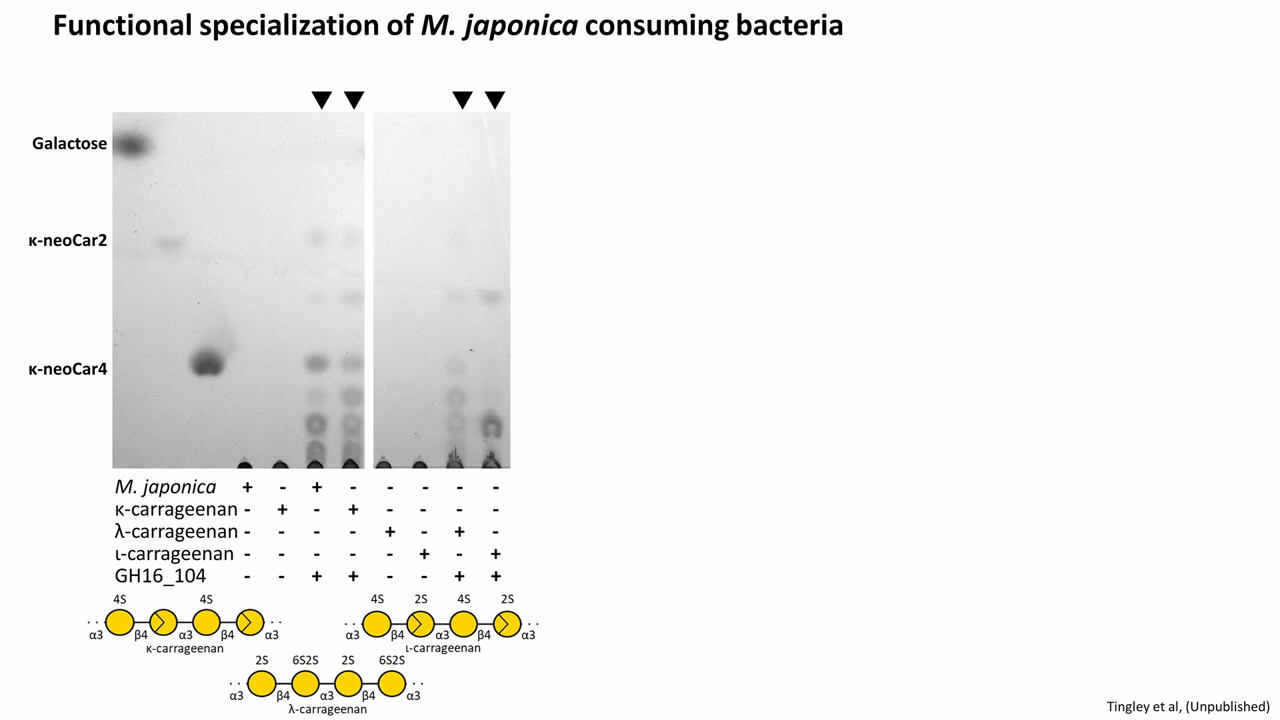 Functional specialization of M. japonica consuming bacteria
Galactose
κ-neoCar2
κ-neoCar4
M. japonica + - + - - - - -
κ-carrageenan - + - + - - - -
λ-carrageenan - - - - + - + -
ι-carrageenan - - - - - + - +
GH16_104 - - + + - - + +
4S 4S
α3 β4 α3 β4 α3
κ-carrageenan
4S 2S 4S 2S
α3 β4 α3 β4 α3
ι-carrageenan
2S 6S2S 2S 6S2S
α3 β4 α3 β4 α3
λ-carrageenan
Tingley et al, (Unpublished)